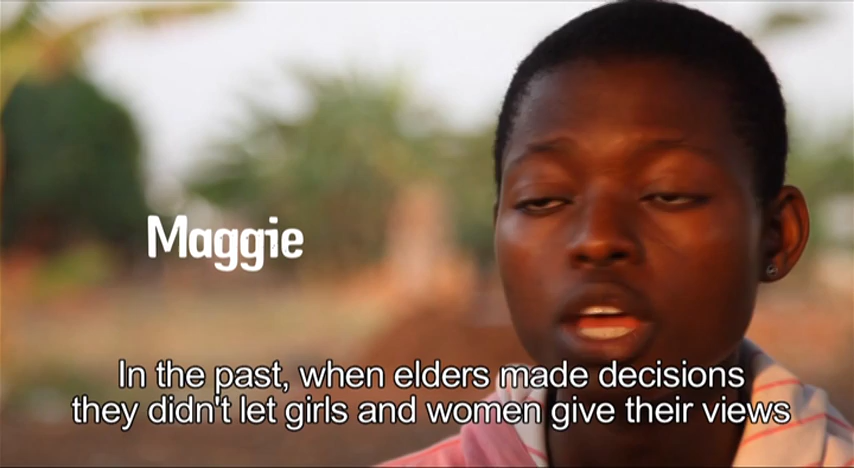 Maggie
In the past, when elders made decisions
they didn't let girls and women give their views